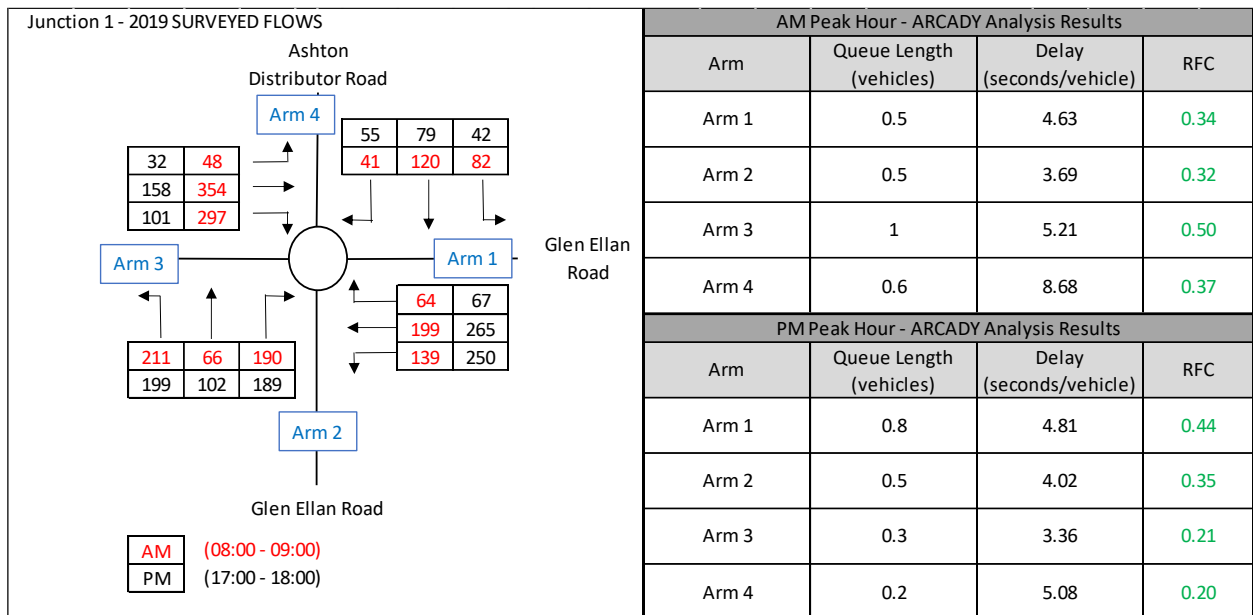 Junction 1 - 2019 SURVEYED FLOWS
Ashton
Distributor Road
Arm 4
55 79 42
41 120 82
32 48
158 354
101 297
Arm 3
Arm 1
Glen Ellan
Road
64 67
199 265
139 250
211 66 190
199 102 189
Arm 2
Glen Ellan Road
AM (08:00 - 09:00)
PM (17:00 - 18:00)
AM Peak Hour - ARCADY Analysis Results
Arm Queue Length (vehicles) Delay (seconds/vehicle) RFC
Arm 1 0.5 4.63 0.34
Arm 2 0.5 3.69 0.32
Arm 3 1 5.21 0.50
Arm 4 0.6 8.68 0.37
PM Peak Hour - ARCADY Analysis Results
Arm Queue Length (vehicles) Delay (seconds/vehicle) RFC
Arm 1 0.8 4.81 0.44
Arm 2 0.5 4.02 0.35
Arm 3 0.3 3.36 0.21
Arm 4 0.2 5.08 0.20